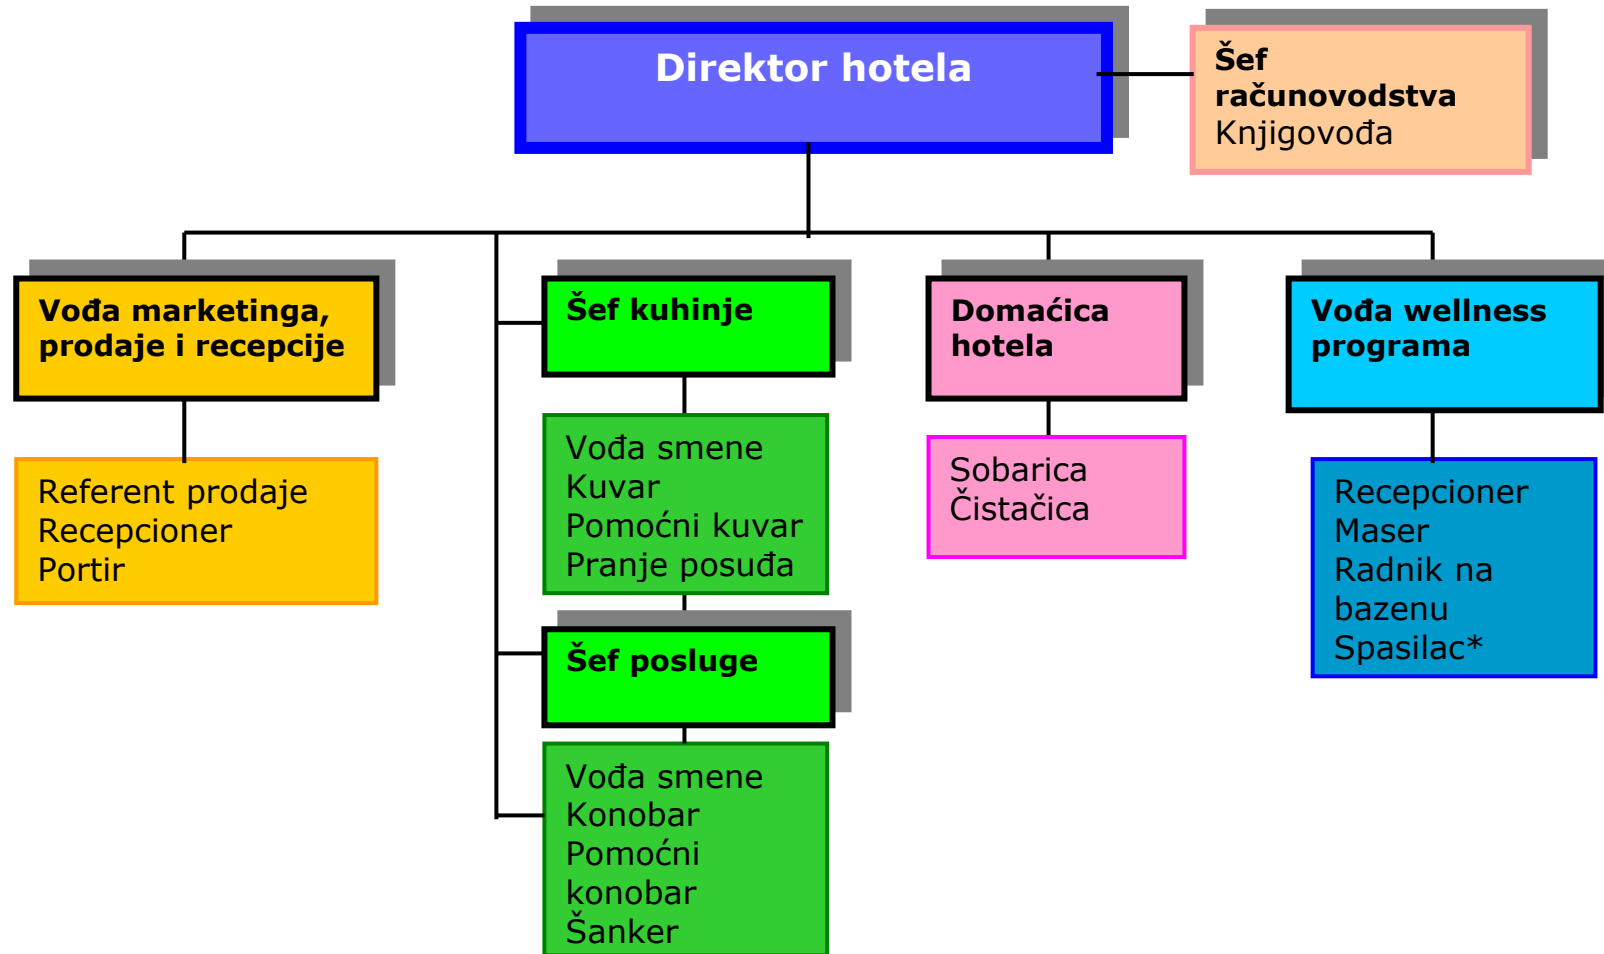 Direktor hotela
Šef
računovodstva
Knjigovođa
Vođa marketinga,
prodaje i recepcije
Referent prodaje
Recepcioner
Portir
Šef kuhinje
Vođa smene
Kuvar
Pomoćni kuvar
Pranje posuđa
Šef posluge
Vođa smene
Konobar
Pomoćni
konobar
Šanker
Domaćica
hotela
Sobarica
Čistačica
Vođa wellness
programa
Recepcioner
Maser
Radnik na
bazenu
Spasilac*